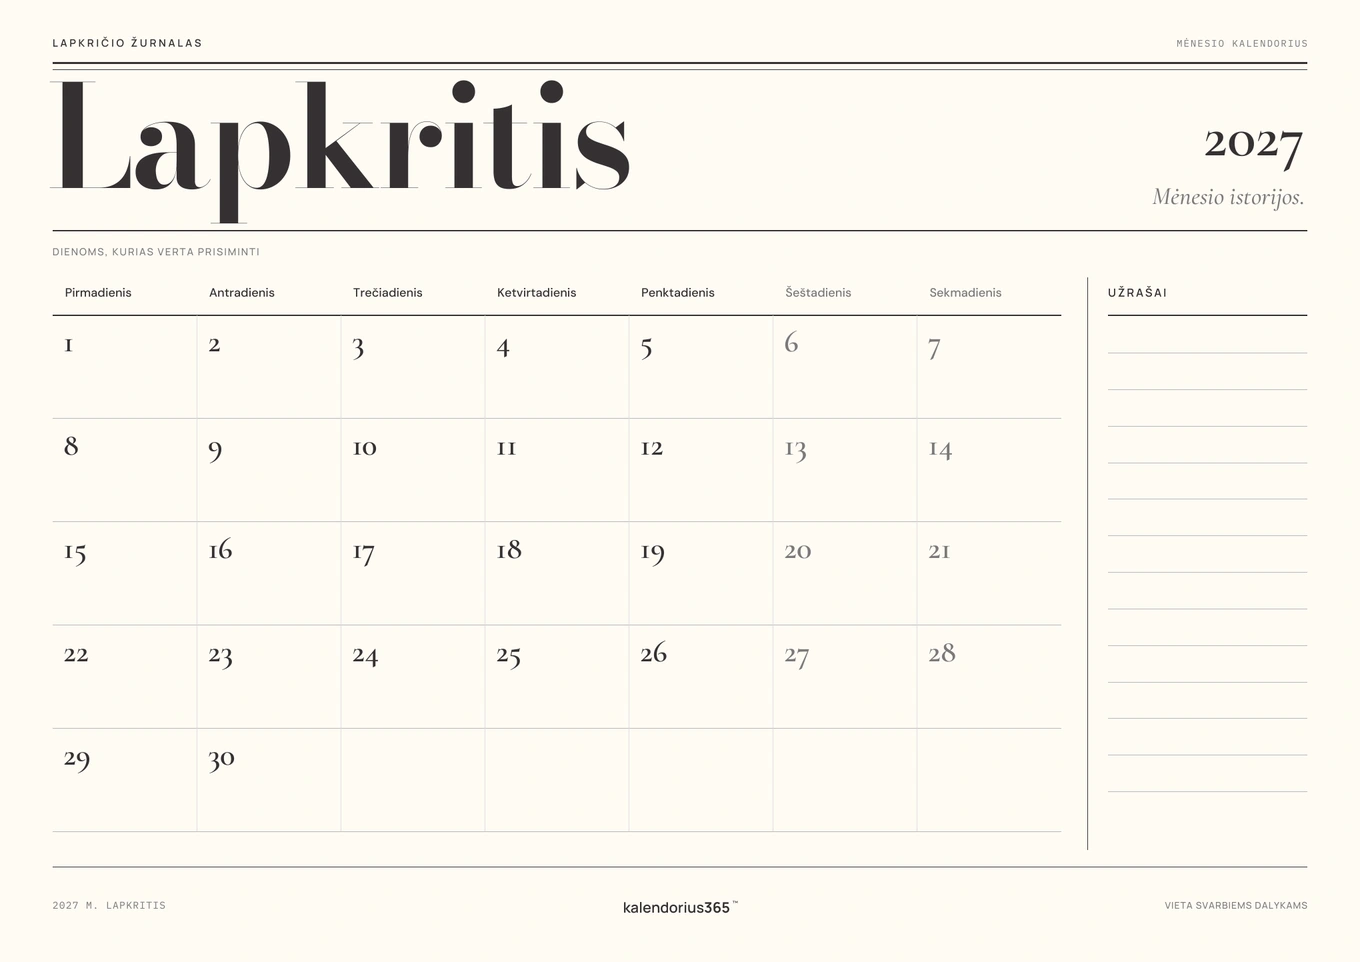 LAPKRIČIO ŽURNALAS
MĖNESIO KALENDORIUS
Lapkritis
2027
Mėnesio istorijos.
DIENOMS, KURIAS VERTA PRISIMINTI
Pirmadienis Antradienis Trečiadienis Ketvirtadienis Penktadienis Šeštadienis Sekmadienis
UŽRAŠAI
1 2 3 4 5 6 7
8 9 10 11 12 13 14
15 16 17 18 19 20 21
22 23 24 25 26 27 28
29 30
2027 M. LAPKRITIS
kalendorius365™
VIETA SVARBIEMS DALYKAMS